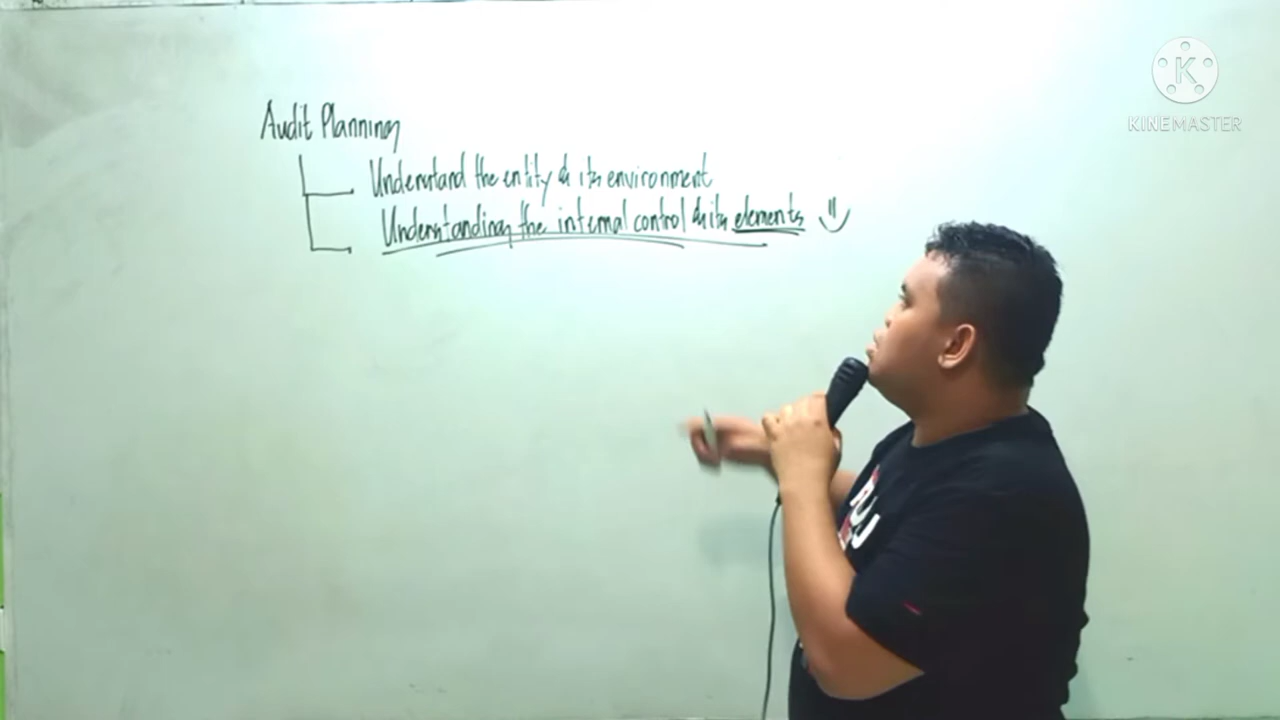 Audit Planning
Understand the entity & its environment
Understanding the internal control & its elements
KINEMASTER